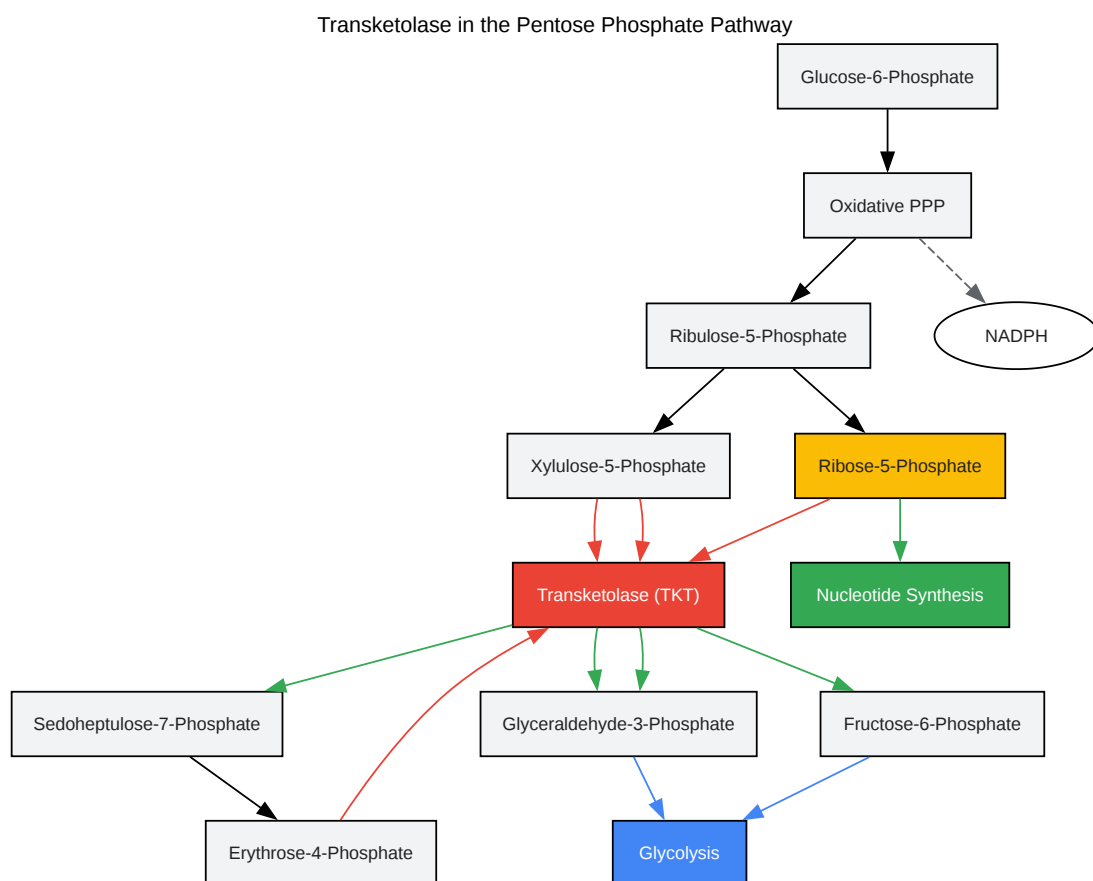 Transketolase in the Pentose Phosphate Pathway
Glucose-6-Phosphate
Oxidative PPP
Ribulose-5-Phosphate
NADPH
Xylulose-5-Phosphate
Ribose-5-Phosphate
Transketolase (TKT)
Nucleotide Synthesis
Sedoheptulose-7-Phosphate
Glyceraldehyde-3-Phosphate
Fructose-6-Phosphate
Erythrose-4-Phosphate
Glycolysis